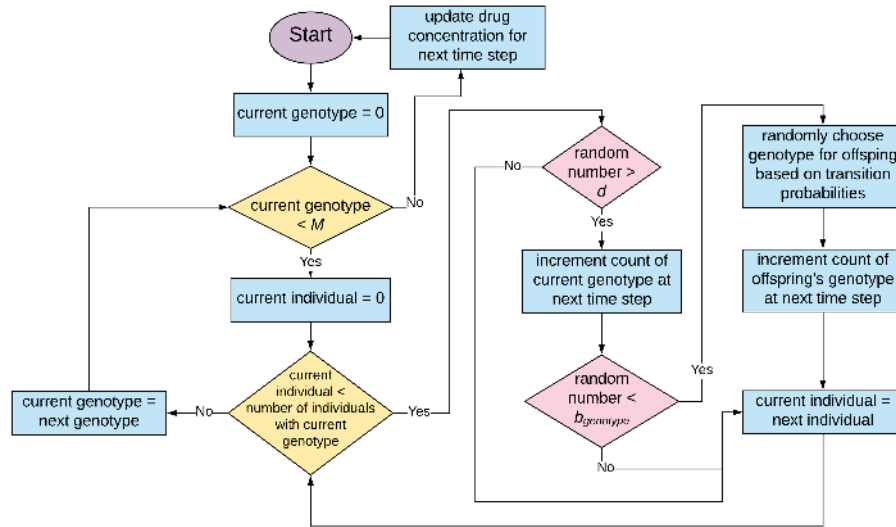 Start
update drug
concentration for
next time step
current genotype = 0
current genotype
< M
No
Yes
current individual = 0
current
individual <
number of individuals
with current
genotype
No
Yes
current genotype =
next genotype
random
number >
d
No
Yes
increment count of
current genotype at
next time step
random
number <
bgenotype
Yes
No
randomly choose
genotype for offsping
based on transition
probabilities
increment count of
offspring's genotype
at next time step
current individual =
next individual